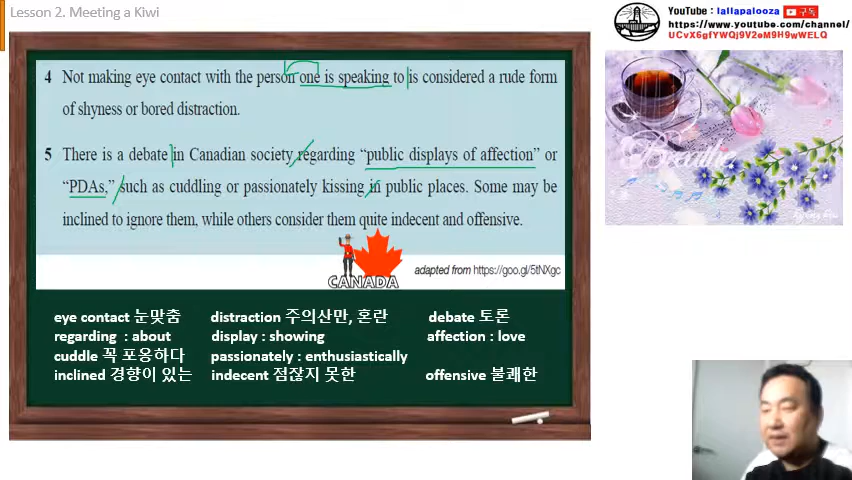 Lesson 2. Meeting a Kiwi
YouTube : lallapalooza 구독
https://www.youtube.com/channel/
UCvX6gfYWQj9V2eM9H9wWELQ
4 Not making eye contact with the person one is speaking to is considered a rude form
of shyness or bored distraction.
5 There is a debate in Canadian society regarding “public displays of affection” or
“PDAs,” such as cuddling or passionately kissing in public places. Some may be
inclined to ignore them, while others consider them quite indecent and offensive.
CANADA
adapted from https://goo.gl/5tNXgc
eye contact 눈맞춤 distraction 주의산만, 혼란 debate 토론
regarding : about display : showing affection : love
cuddle 꼭 포옹하다 passionately : enthusiastically
inclined 경향이 있는 indecent 점잖지 못한 offensive 불쾌한
Breathe